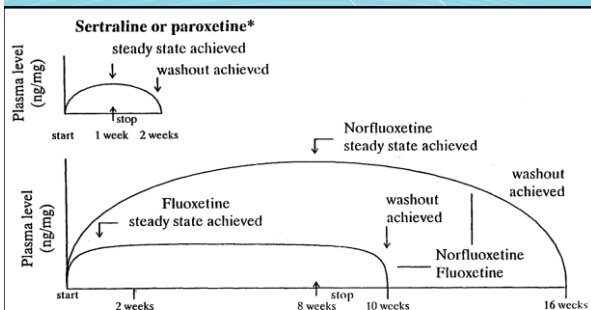 Sertraline or paroxetine*
steady state achieved
washout achieved
Plasma level
(ng/mg)
stop
start 1 week 2 weeks
Norfluoxetine
steady state achieved
washout
achieved
Fluoxetine
steady state achieved
washout
achieved
Plasma level
(ng/mg)
Norfluoxetine
Fluoxetine
start 2 weeks 8 weeks stop 10 weeks 16 weeks